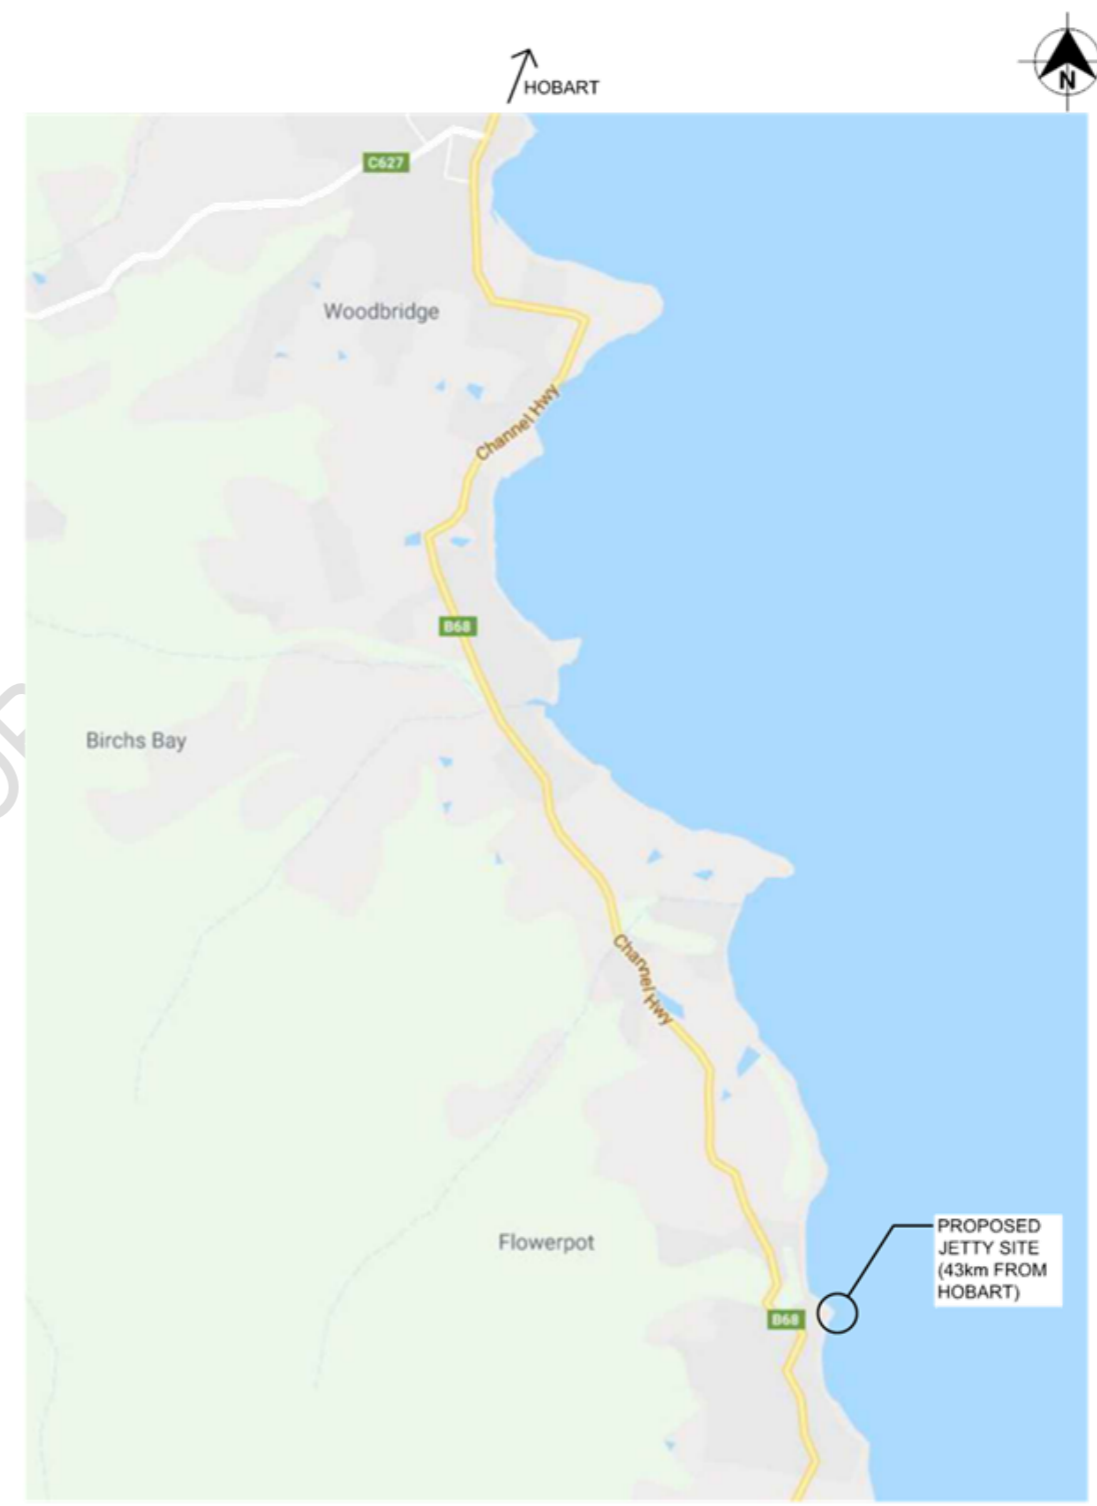 HOBART
N
C627
Woodbridge
Channel Hwy
B68
Birchs Bay
Channel Hwy
PROPOSED
JETTY SITE
(43km FROM
HOBART)
Flowerpot
B68